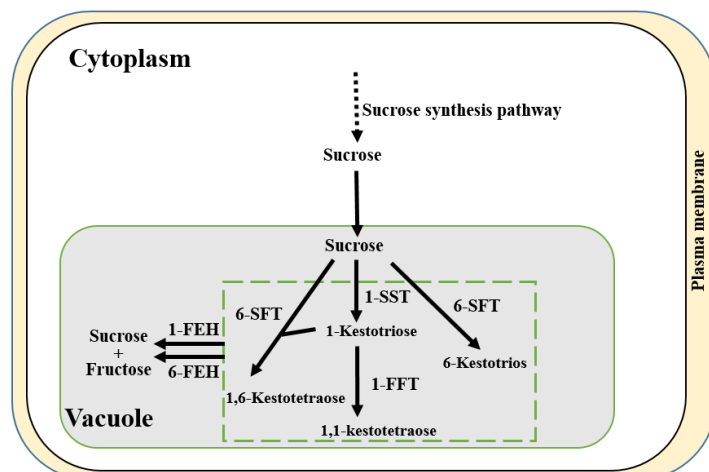 Cytoplasm
Sucrose synthesis pathway
Sucrose
Plasma membrane
Sucrose
1-SST
6-SFT
6-SFT
1-FEH
Sucrose
+
Fructose
6-FEH
1-Kestotriose
6-Kestotrios
1-FFT
1,6-Kestotetraose
Vacuole
1,1-kestotetraose